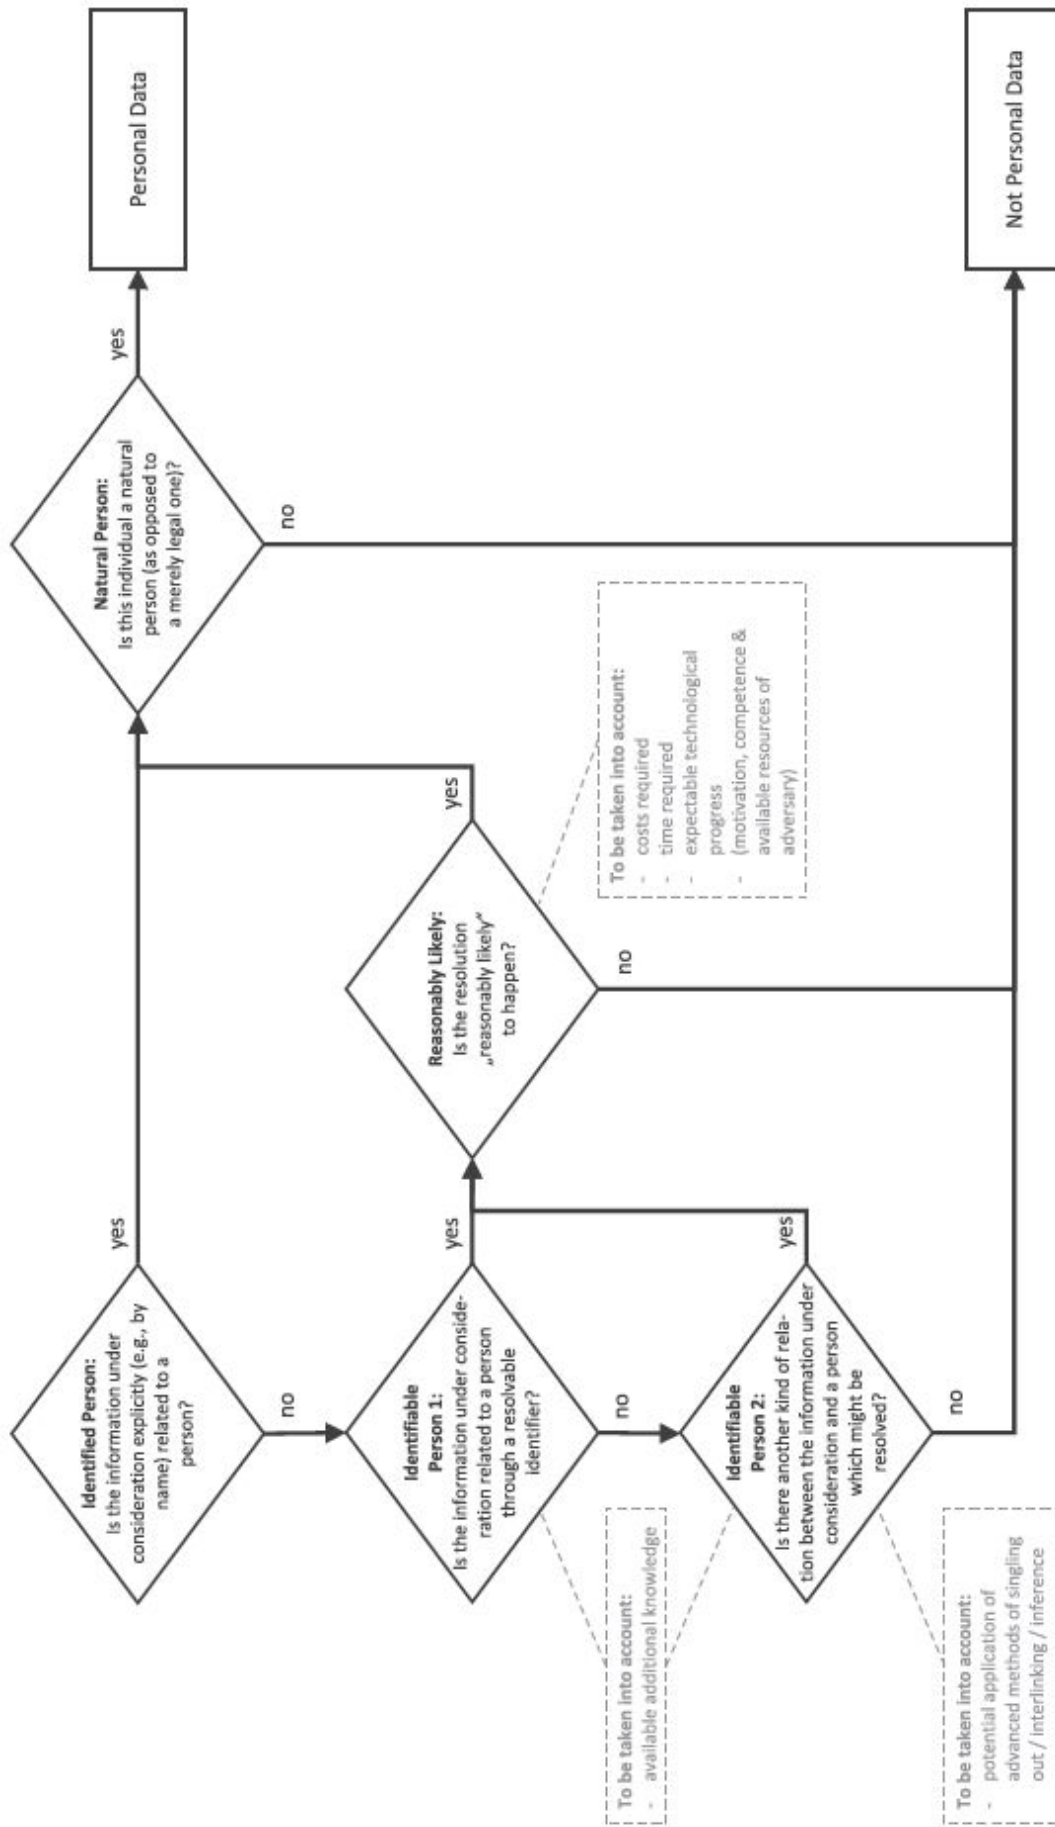 Identified Person:
Is the information under
consideration explicitly (e.g., by
name) related to a
person?
yes
no
Natural Person:
Is this individual a natural
person (as opposed to
a merely legal one)?
yes
no
Personal Data
Identifiable
Person 1:
Is the information under conside-
ration related to a person
through a resolvable
identifier?
yes
no
Reasonably Likely:
Is the resolution
„reasonably likely“
to happen?
yes
no
To be taken into account:
- available additional knowledge
To be taken into account:
- costs required
- time required
- expectable technological
progress
- (motivation, competence &
available resources of
adversary)
Identifiable
Person 2:
Is there another kind of rela-
tion between the information under
consideration and a person
which might be
resolved?
yes
no
To be taken into account:
- potential application of
advanced methods of singling
out / interlinking / inference
Not Personal Data